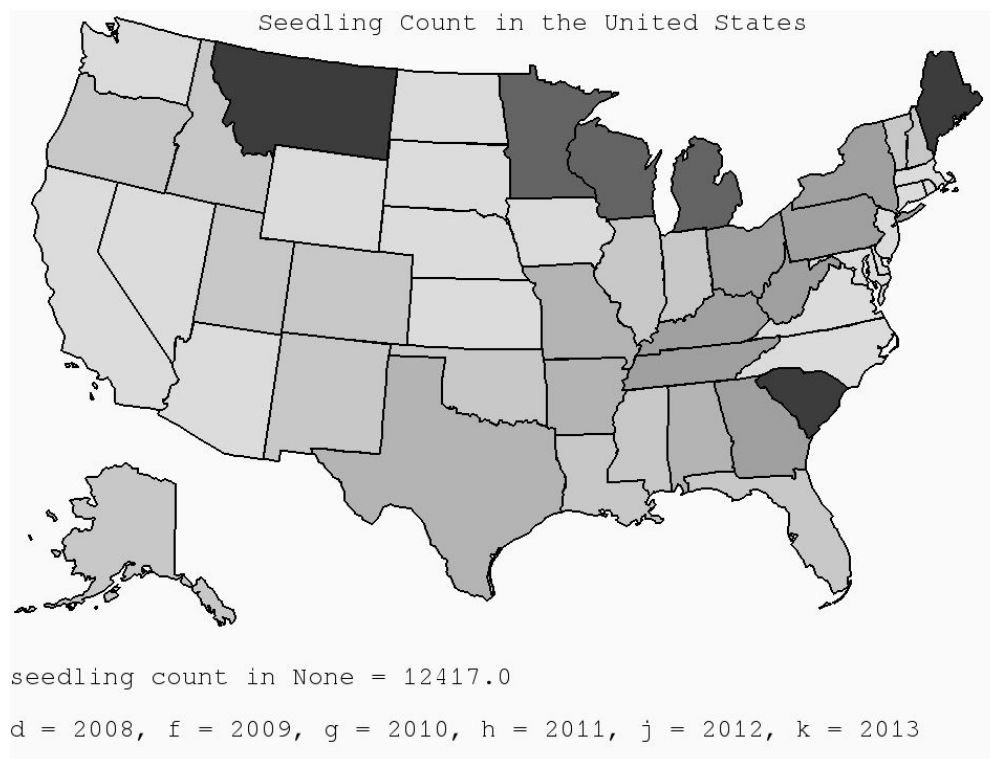 Seedling Count in the United States
seedling count in None = 12417.0
d = 2008, f = 2009, g = 2010, h = 2011, j = 2012, k = 2013